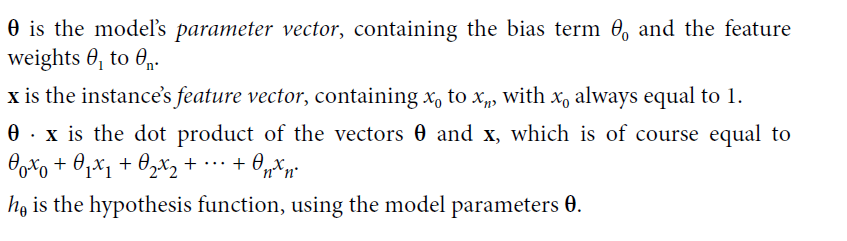 θ is the model's parameter vector, containing the bias term θ₀ and the feature
weights θ₁ to θₙ.
x is the instance's feature vector, containing x₀ to xₙ, with x₀ always equal to 1.
θ · x is the dot product of the vectors θ and x, which is of course equal to
θ₀x₀ + θ₁x₁ + θ₂x₂ + ⋯ + θₙxₙ.
hθ is the hypothesis function, using the model parameters θ.